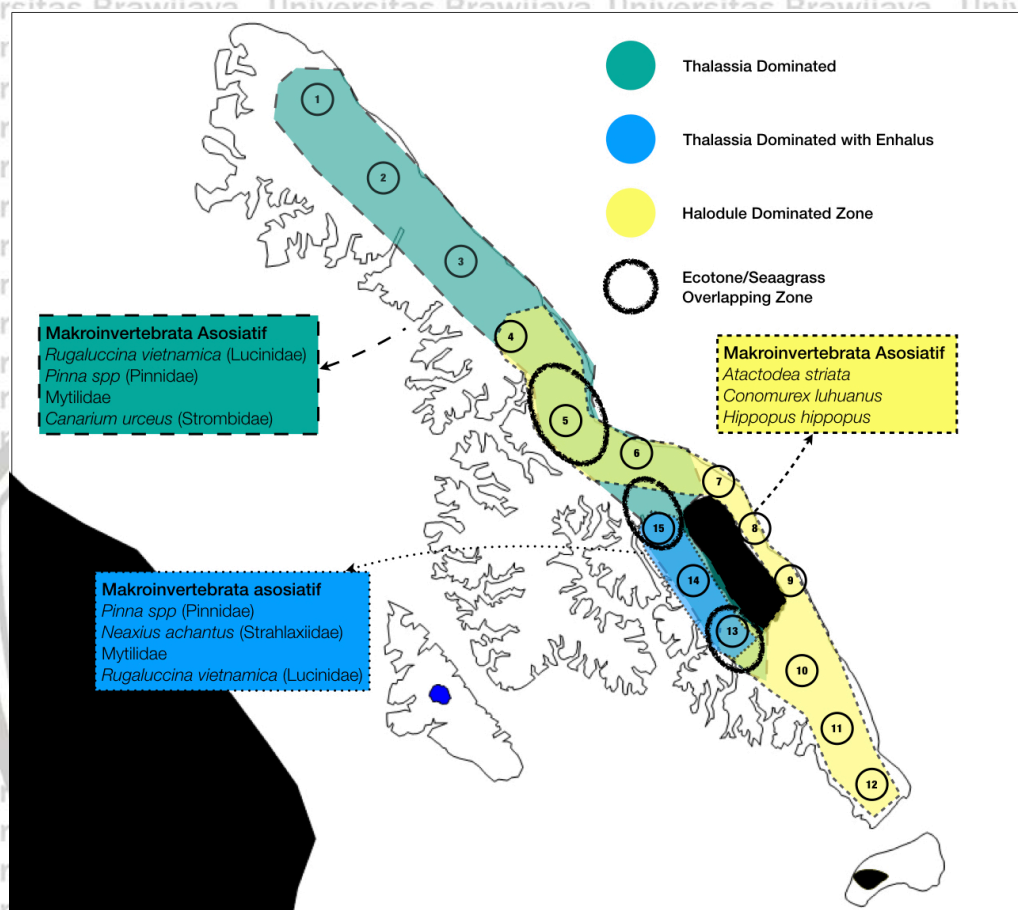 Universitas Brawijaya
Thalassia Dominated
Thalassia Dominated with Enhalus
Halodule Dominated Zone
Ecotone/Seaagrass
Overlapping Zone
1
2
3
4
5
6
7
8
9
10
11
12
13
14
15
Makroinvertebrata Asosiatif
Rugaluccina vietnamica (Lucinidae)
Pinna spp (Pinnidae)
Mytilidae
Canarium urceus (Strombidae)
Makroinvertebrata Asosiatif
Atactodea striata
Conomurex luhuanus
Hippopus hippopus
Makroinvertebrata asosiatif
Pinna spp (Pinnidae)
Neaxius achantus (Strahlaxiidae)
Mytilidae
Rugaluccina vietnamica (Lucinidae)